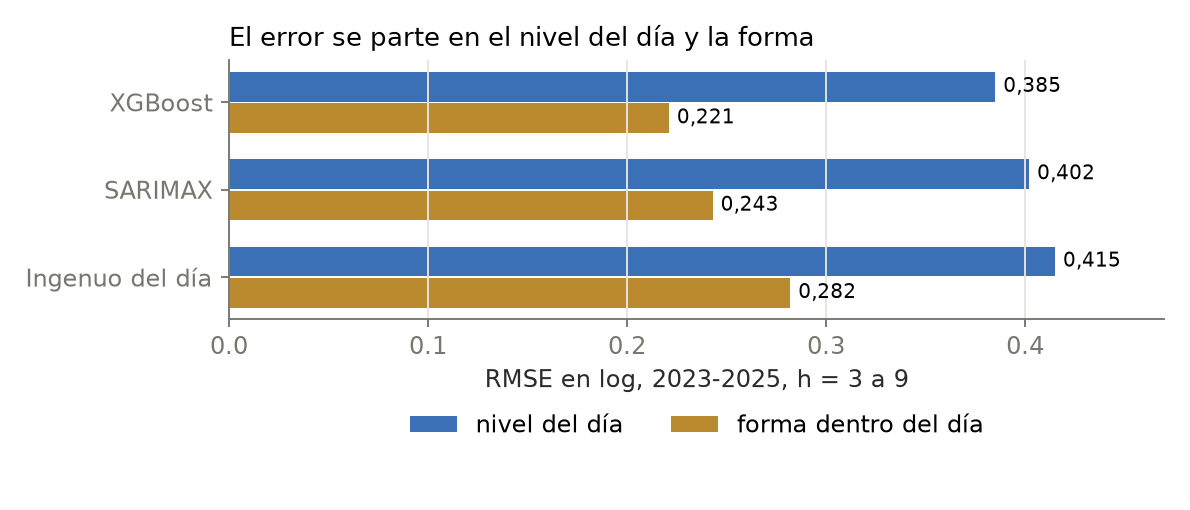 El error se parte en el nivel del día y la forma
XGBoost
0,385
0,221
SARIMAX
0,402
0,243
Ingenuo del día
0,415
0,282
0.0 0.1 0.2 0.3 0.4
RMSE en log, 2023-2025, h = 3 a 9
nivel del día forma dentro del día